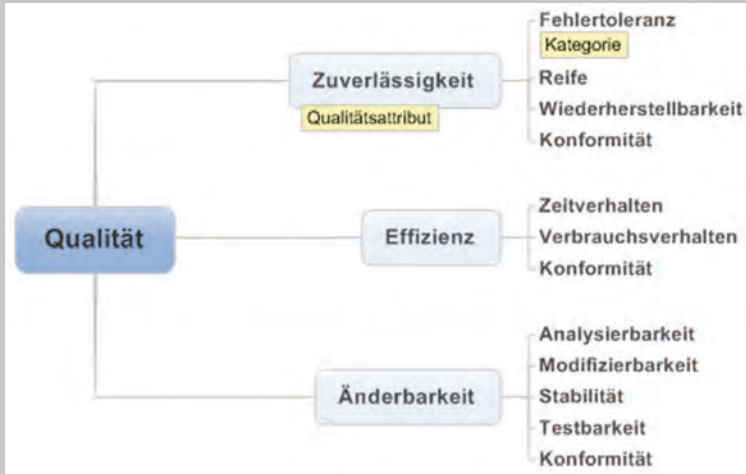 Qualität
Zuverlässigkeit
Qualitätsattribut
Fehlertoleranz
Kategorie
Reife
Wiederherstellbarkeit
Konformität
Effizienz
Zeitverhalten
Verbrauchsverhalten
Konformität
Änderbarkeit
Analysierbarkeit
Modifizierbarkeit
Stabilität
Testbarkeit
Konformität